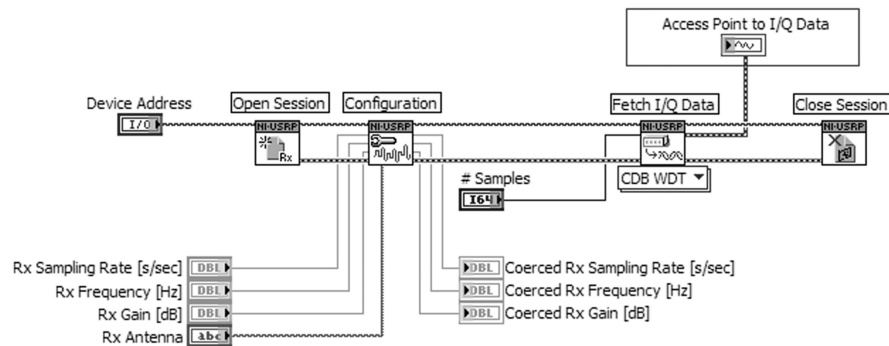 Access Point to I/Q Data
Device Address
Open Session
Configuration
Fetch I/Q Data
Close Session
I/O
NI-USRP
NI-USRP
NI-USRP
NI-USRP
Rx
# Samples
I64
CDB WDT
Rx Sampling Rate [s/sec]
DBL
DBL
Coerced Rx Sampling Rate [s/sec]
Rx Frequency [Hz]
DBL
DBL
Coerced Rx Frequency [Hz]
Rx Gain [dB]
DBL
DBL
Coerced Rx Gain [dB]
Rx Antenna
abc